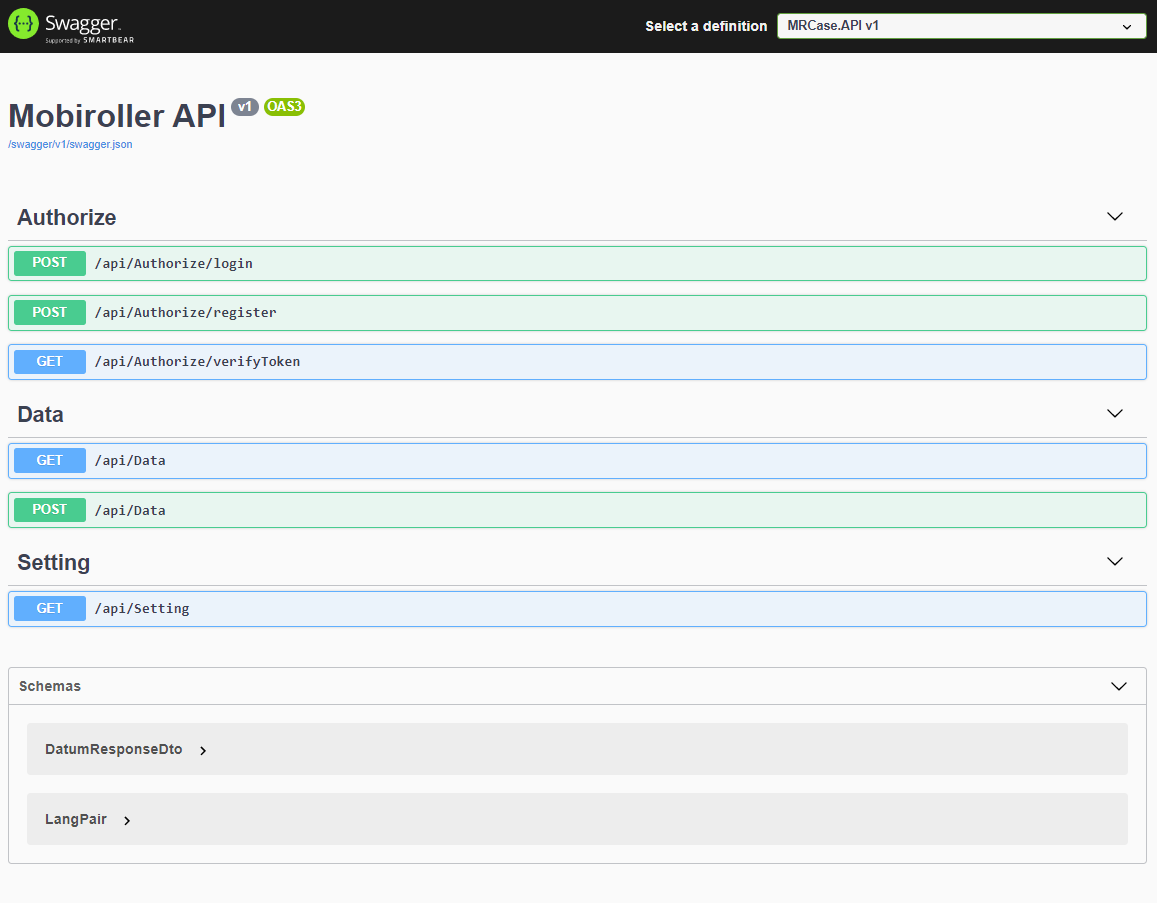 {···} Swagger.
Supported by SMARTBEAR
Select a definition
MRCase.API v1
Mobiroller API v1 OAS3
/swagger/v1/swagger.json
Authorize
POST /api/Authorize/login
POST /api/Authorize/register
GET /api/Authorize/verifyToken
Data
GET /api/Data
POST /api/Data
Setting
GET /api/Setting
Schemas
DatumResponseDto
LangPair